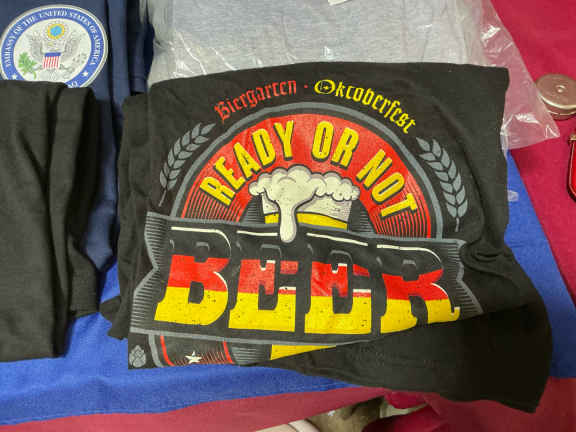 EMBASSY OF THE UNITED STATES OF AMERICA
Biergarten · Oktoberfest
READY OR NOT
BEER